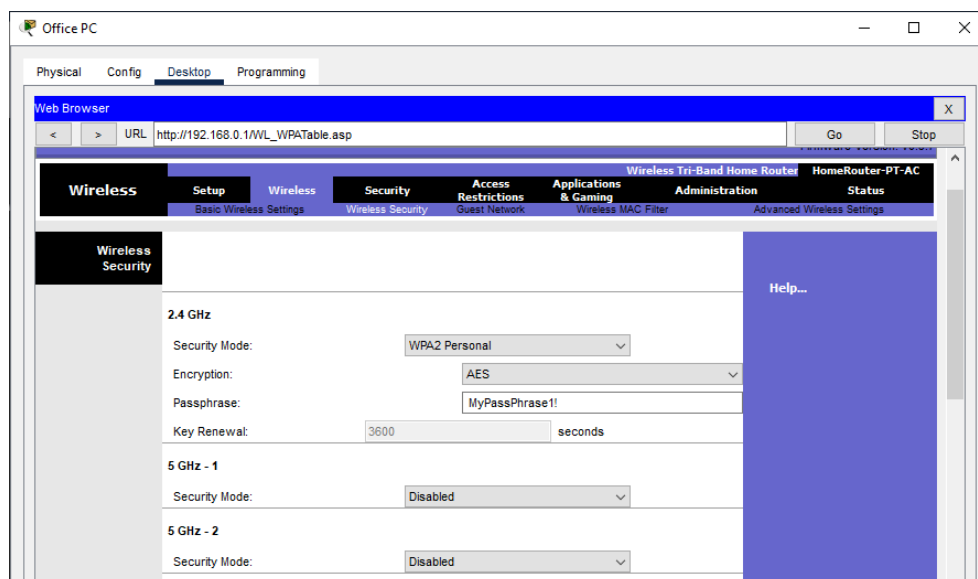 Office PC
Physical Config Desktop Programming
Web Browser
X
< > URL http://192.168.0.1/WL_WPATable.asp Go Stop
Wireless Tri-Band Home Router HomeRouter-PT-AC
Wireless Setup Wireless Security Access Restrictions Applications & Gaming Administration Status
Basic Wireless Settings Wireless Security Guest Network Wireless MAC Filter Advanced Wireless Settings
Wireless
Security
Help...
2.4 GHz
Security Mode: WPA2 Personal
Encryption: AES
Passphrase: MyPassPhrase1!
Key Renewal: 3600 seconds
5 GHz - 1
Security Mode: Disabled
5 GHz - 2
Security Mode: Disabled